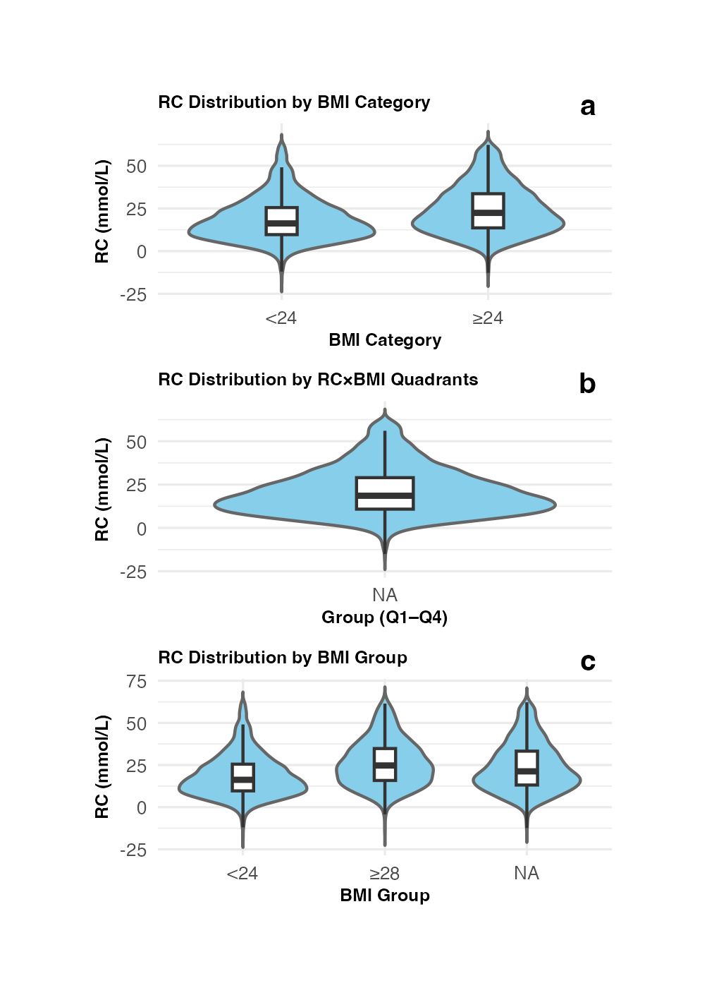 RC Distribution by BMI Category
a
RC (mmol/L)
50
25
0
-25
<24
≥24
BMI Category
RC Distribution by RC×BMI Quadrants
b
RC (mmol/L)
50
25
0
-25
NA
Group (Q1–Q4)
RC Distribution by BMI Group
c
RC (mmol/L)
75
50
25
0
-25
<24
≥28
NA
BMI Group